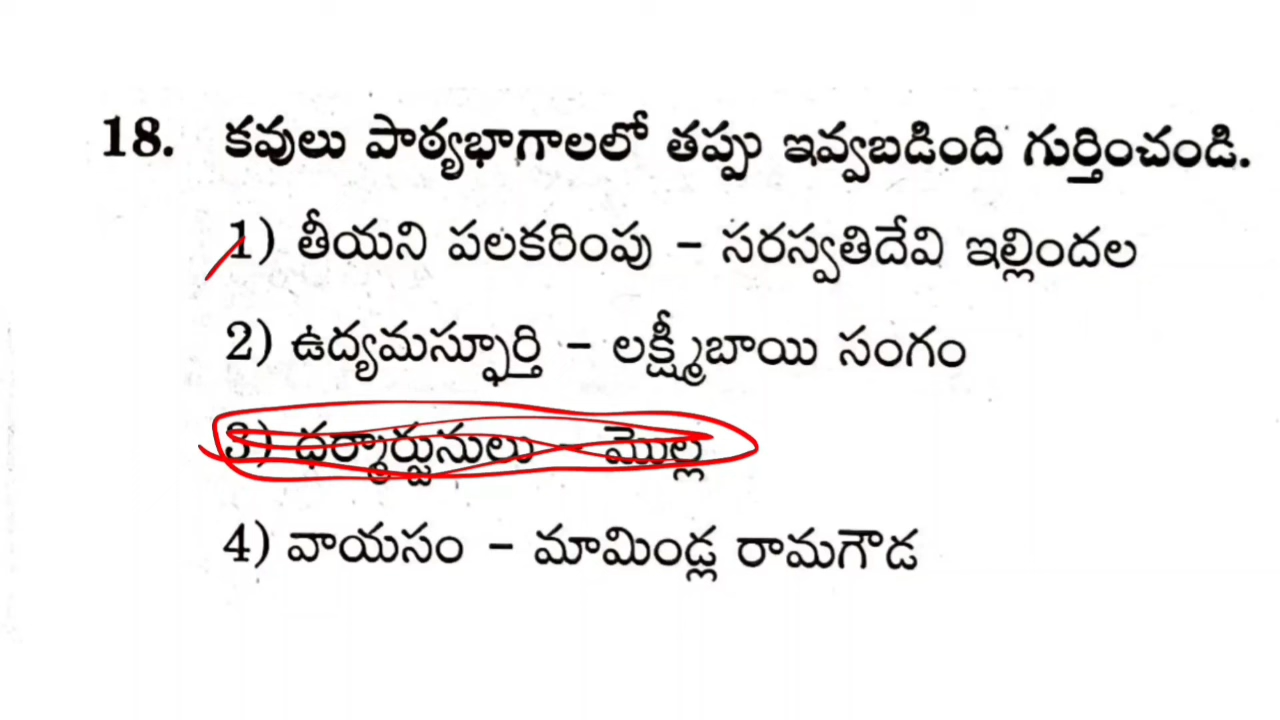 18. కవులు పాఠ్యభాగాలలో తప్పు ఇవ్వబడింది గుర్తించండి.
1) తీయని పలకరింపు – సరస్వతిదేవి ఇల్లిందల
2) ఉద్యమస్ఫూర్తి – లక్ష్మీబాయి సంగం
3) ధర్మార్జునులు – మొల్ల
4) వాయసం – మామిండ్ల రామగౌడ